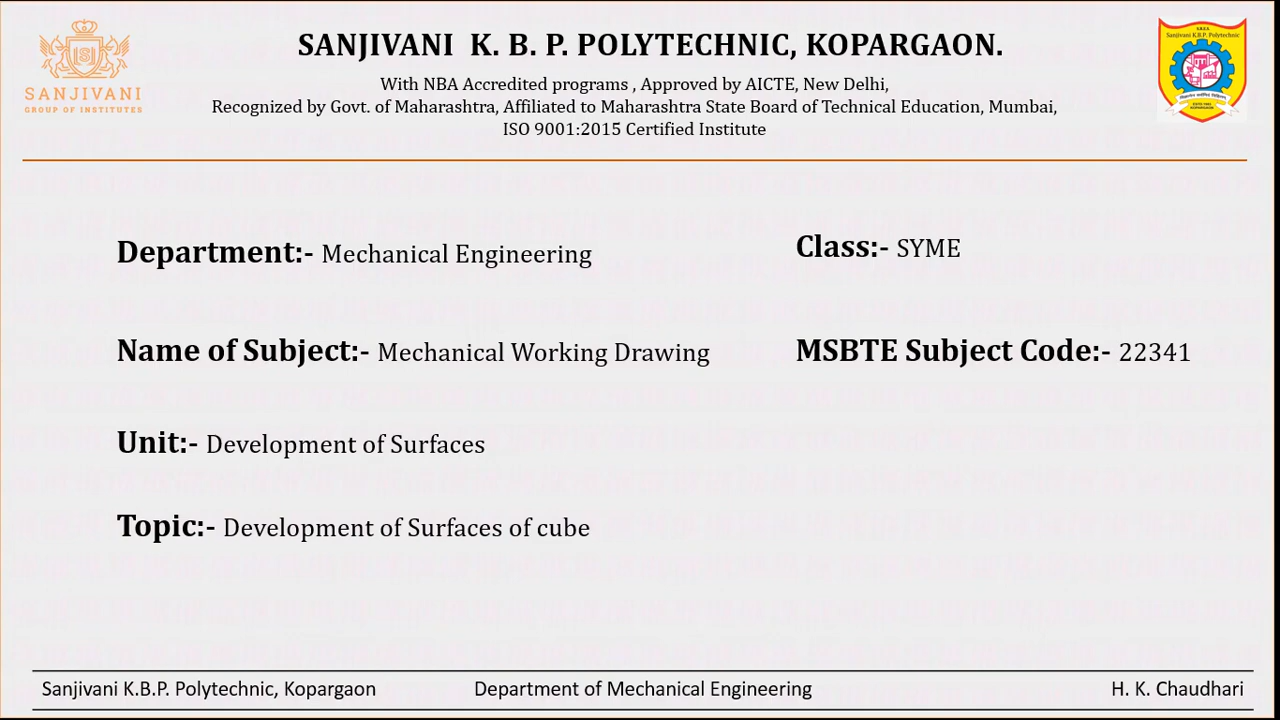 SANJIVANI
GROUP OF INSTITUTES
SANJIVANI K. B. P. POLYTECHNIC, KOPARGAON.
With NBA Accredited programs , Approved by AICTE, New Delhi,
Recognized by Govt. of Maharashtra, Affiliated to Maharashtra State Board of Technical Education, Mumbai,
ISO 9001:2015 Certified Institute
Sanjivani K.B.P. Polytechnic
KOPARGAON
Department:- Mechanical Engineering
Class:- SYME
Name of Subject:- Mechanical Working Drawing
MSBTE Subject Code:- 22341
Unit:- Development of Surfaces
Topic:- Development of Surfaces of cube
Sanjivani K.B.P. Polytechnic, Kopargaon
Department of Mechanical Engineering
H. K. Chaudhari